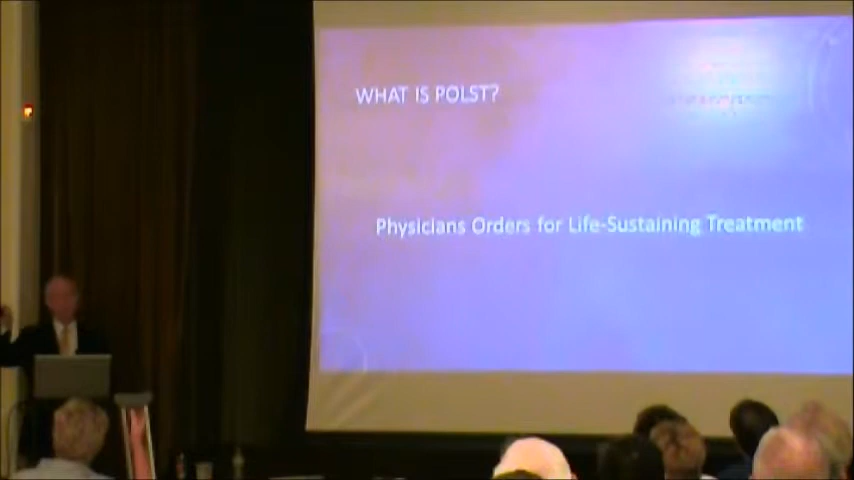 WHAT IS POLST?
Physicians Orders for Life-Sustaining Treatment